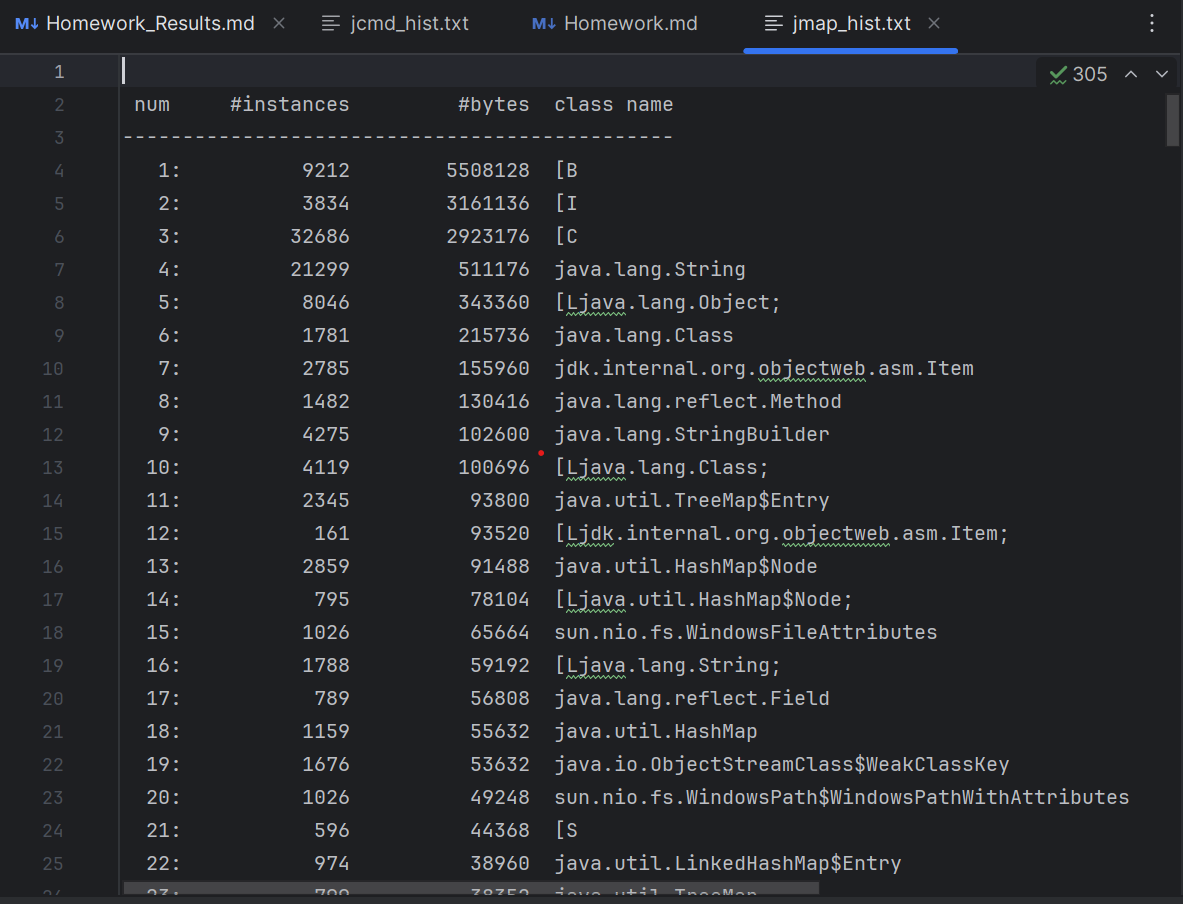 M↓ Homework_Results.md × jcmd_hist.txt M↓ Homework.md jmap_hist.txt ×
1 305
2 num #instances #bytes class name
3 ----------------------------------------------
4 1: 9212 5508128 [B
5 2: 3834 3161136 [I
6 3: 32686 2923176 [C
7 4: 21299 511176 java.lang.String
8 5: 8046 343360 [Ljava.lang.Object;
9 6: 1781 215736 java.lang.Class
10 7: 2785 155960 jdk.internal.org.objectweb.asm.Item
11 8: 1482 130416 java.lang.reflect.Method
12 9: 4275 102600 java.lang.StringBuilder
13 10: 4119 100696 [Ljava.lang.Class;
14 11: 2345 93800 java.util.TreeMap$Entry
15 12: 161 93520 [Ljdk.internal.org.objectweb.asm.Item;
16 13: 2859 91488 java.util.HashMap$Node
17 14: 795 78104 [Ljava.util.HashMap$Node;
18 15: 1026 65664 sun.nio.fs.WindowsFileAttributes
19 16: 1788 59192 [Ljava.lang.String;
20 17: 789 56808 java.lang.reflect.Field
21 18: 1159 55632 java.util.HashMap
22 19: 1676 53632 java.io.ObjectStreamClass$WeakClassKey
23 20: 1026 49248 sun.nio.fs.WindowsPath$WindowsPathWithAttributes
24 21: 596 44368 [S
25 22: 974 38960 java.util.LinkedHashMap$Entry
23: 38352 java.util.TreeMap